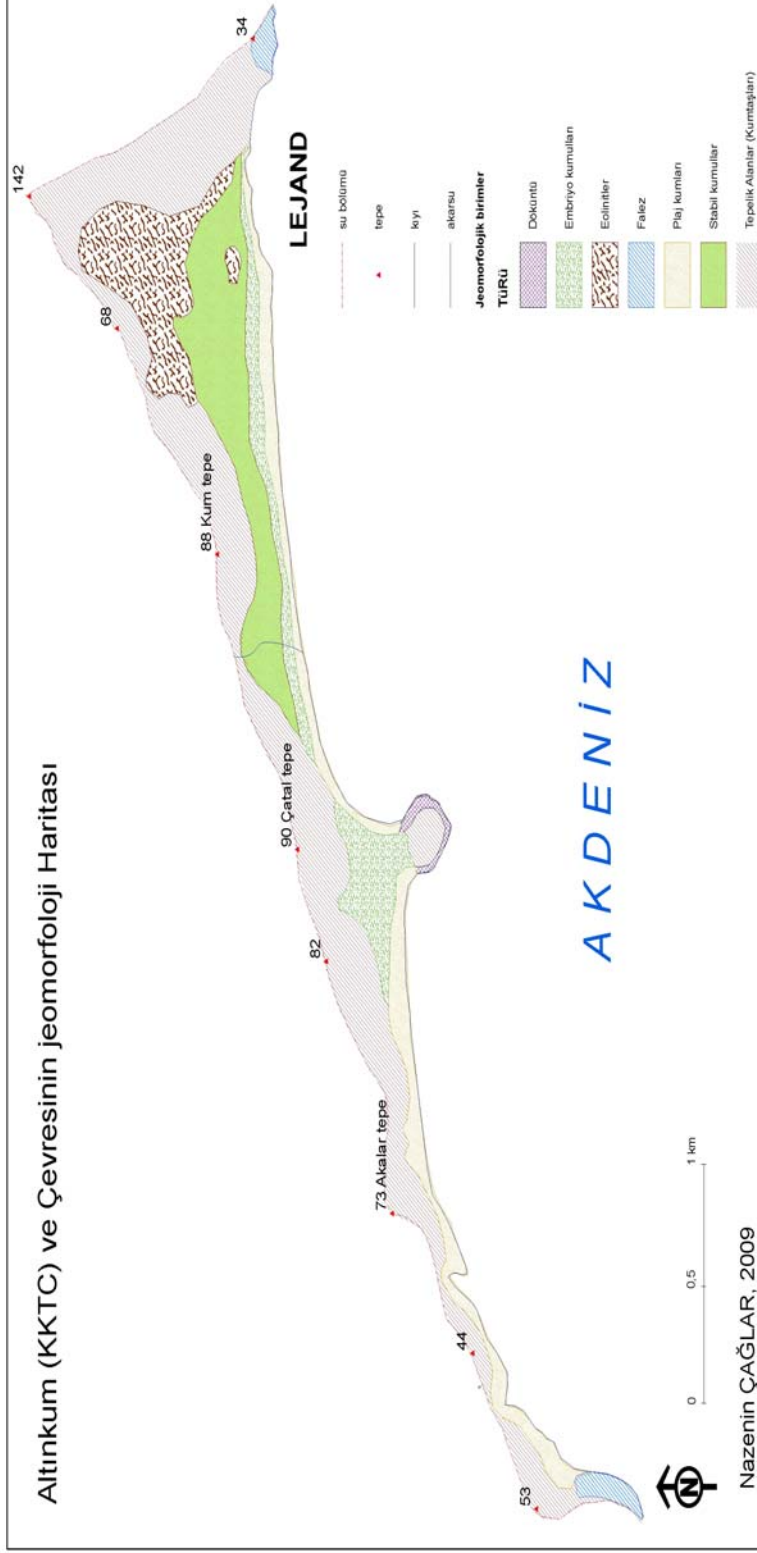 Altınkum (KKTC) ve Çevresinin jeomorfoloji Haritası
142
34
68
88 Kum tepe
90 Çatal tepe
82
73 Akalar tepe
44
53
AKDENİZ
LEJAND
su bölümü
tepe
kıyı
akarsu
Jeomorfolojik birimler
TüRü
Döküntü
Embriyo kumulları
Eolinitler
Falez
Plaj kumları
Stabil kumullar
Tepelik Alanlar (Kumtaşları)
N
0 0,5 1 km
Nazenin ÇAĞLAR, 2009